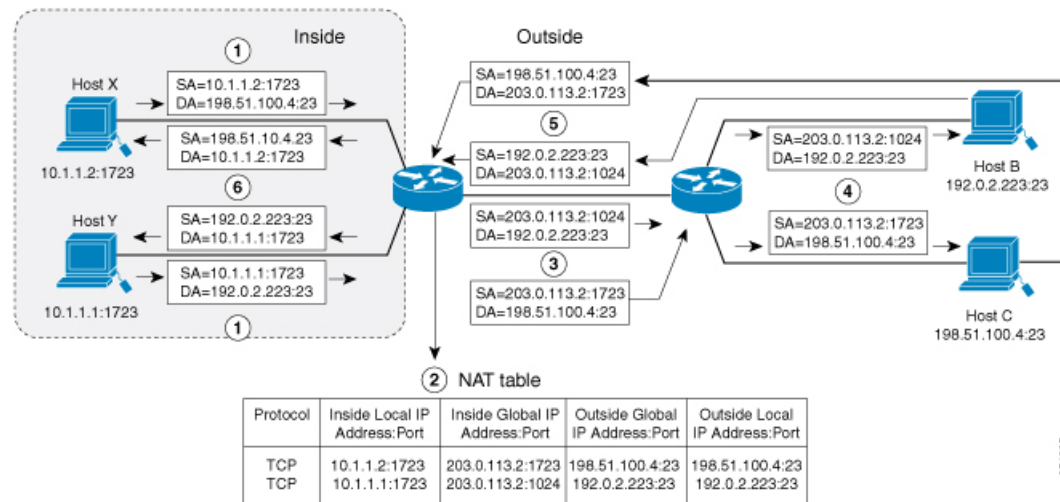 Inside
Outside
1
Host X
SA=10.1.1.2:1723
DA=198.51.100.4:23
SA=198.51.10.4.23
DA=10.1.1.2:1723
10.1.1.2:1723
6
Host Y
SA=192.0.2.223:23
DA=10.1.1.1:1723
SA=10.1.1.1:1723
DA=192.0.2.223:23
10.1.1.1:1723
1
SA=198.51.100.4:23
DA=203.0.113.2:1723
5
SA=192.0.2.223:23
DA=203.0.113.2:1024
SA=203.0.113.2:1024
DA=192.0.2.223:23
3
SA=203.0.113.2:1723
DA=198.51.100.4:23
SA=203.0.113.2:1024
DA=192.0.2.223:23
Host B
192.0.2.223:23
4
SA=203.0.113.2:1723
DA=198.51.100.4:23
Host C
198.51.100.4:23
2 NAT table
Protocol Inside Local IP Address:Port Inside Global IP Address:Port Outside Global IP Address:Port Outside Local IP Address:Port
TCP 10.1.1.2:1723 203.0.113.2:1723 198.51.100.4:23 198.51.100.4:23
TCP 10.1.1.1:1723 203.0.113.2:1024 192.0.2.223:23 192.0.2.223:23